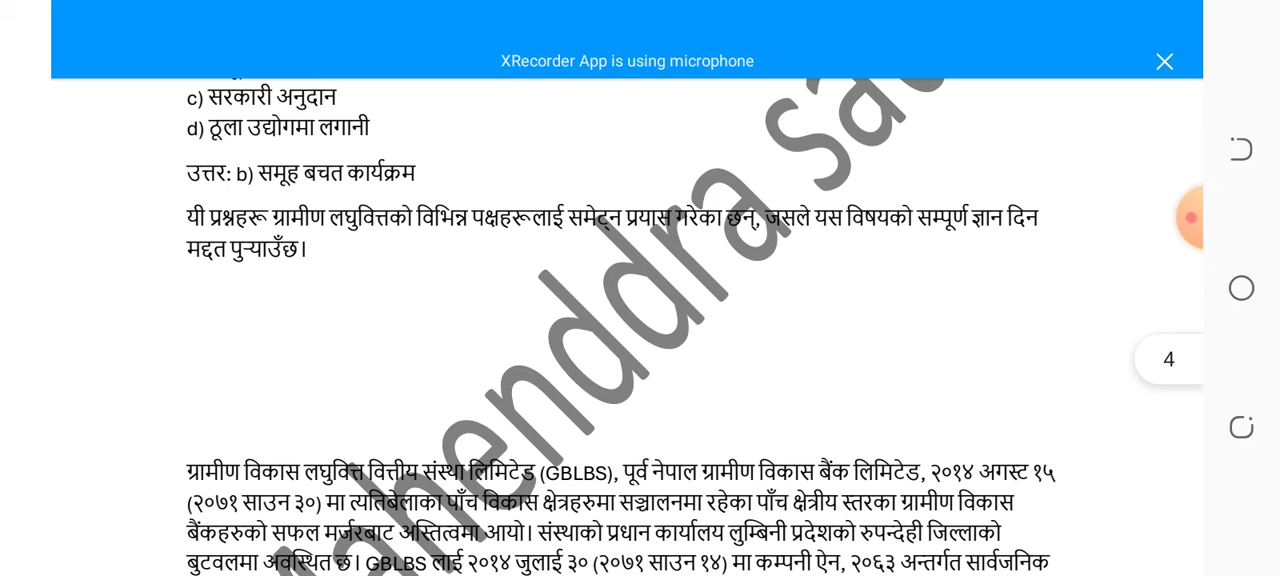 XRecorder App is using microphone
c) सरकारी अनुदान
d) ठूला उद्योगमा लगानी
उत्तर: b) समूह बचत कार्यक्रम
यी प्रश्नहरू ग्रामीण लघुवित्तको विभिन्न पक्षहरूलाई समेट्न प्रयास गरेका छन्, जसले यस विषयको सम्पूर्ण ज्ञान दिन
मद्दत पुर्‍याउँछ।
4
ग्रामीण विकास लघुवित्त वित्तीय संस्था लिमिटेड (GBLBS), पूर्व नेपाल ग्रामीण विकास बैंक लिमिटेड, २०१४ अगस्ट १५
(२०७१ साउन ३०) मा त्यतिबेलाका पाँच विकास क्षेत्रहरुमा सञ्चालनमा रहेका पाँच क्षेत्रीय स्तरका ग्रामीण विकास
बैंकहरुको सफल मर्जरबाट अस्तित्वमा आयो। संस्थाको प्रधान कार्यालय लुम्बिनी प्रदेशको रुपन्देही जिल्लाको
बुटवलमा अवस्थित छ। GBLBS लाई २०१४ जुलाई ३० (२०७१ साउन १४) मा कम्पनी ऐन, २०६३ अन्तर्गत सार्वजनिक
Mahenddra